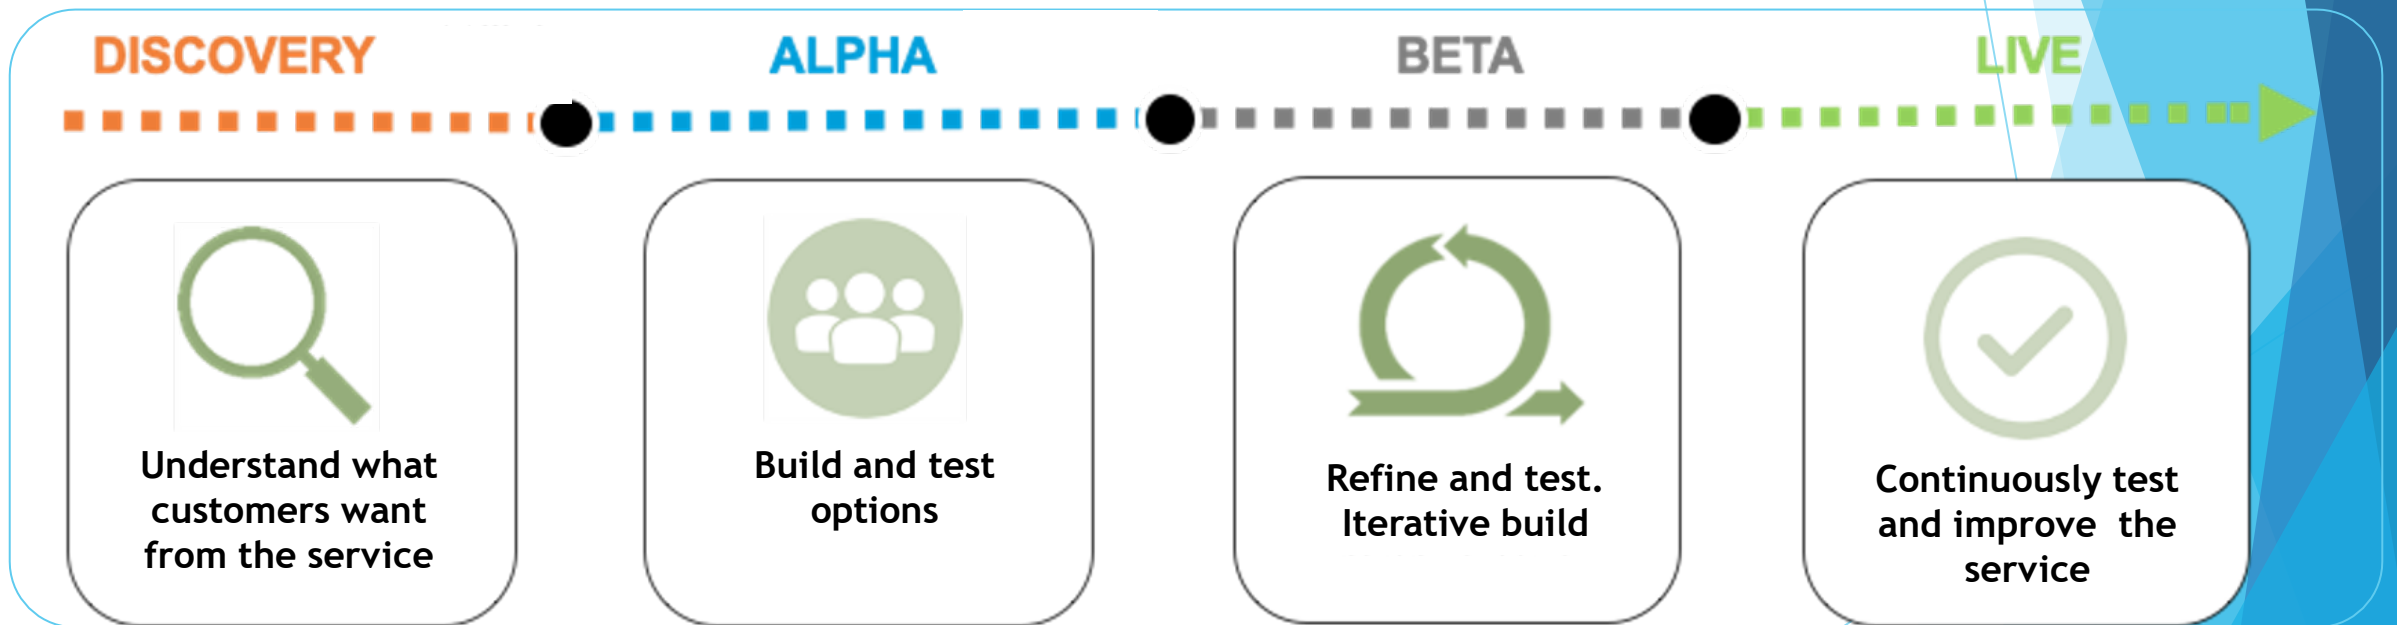 DISCOVERY
ALPHA
BETA
LIVE
Understand what
customers want
from the service
Build and test
options
Refine and test.
Iterative build
Continuously test
and improve  the
service